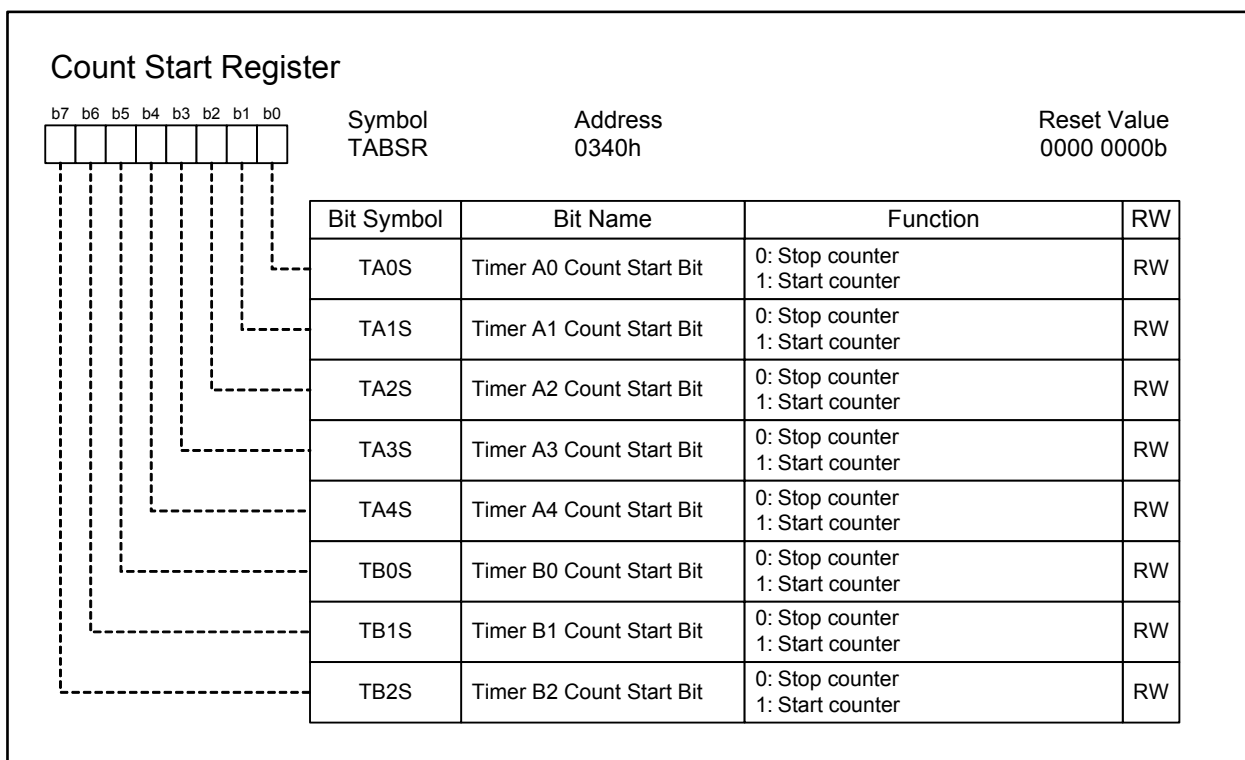 Count Start Register
b7 b6 b5 b4 b3 b2 b1 b0
Symbol Address Reset Value
TABSR 0340h 0000 0000b
Bit Symbol Bit Name Function RW
TA0S Timer A0 Count Start Bit 0: Stop counter
1: Start counter RW
TA1S Timer A1 Count Start Bit 0: Stop counter
1: Start counter RW
TA2S Timer A2 Count Start Bit 0: Stop counter
1: Start counter RW
TA3S Timer A3 Count Start Bit 0: Stop counter
1: Start counter RW
TA4S Timer A4 Count Start Bit 0: Stop counter
1: Start counter RW
TB0S Timer B0 Count Start Bit 0: Stop counter
1: Start counter RW
TB1S Timer B1 Count Start Bit 0: Stop counter
1: Start counter RW
TB2S Timer B2 Count Start Bit 0: Stop counter
1: Start counter RW